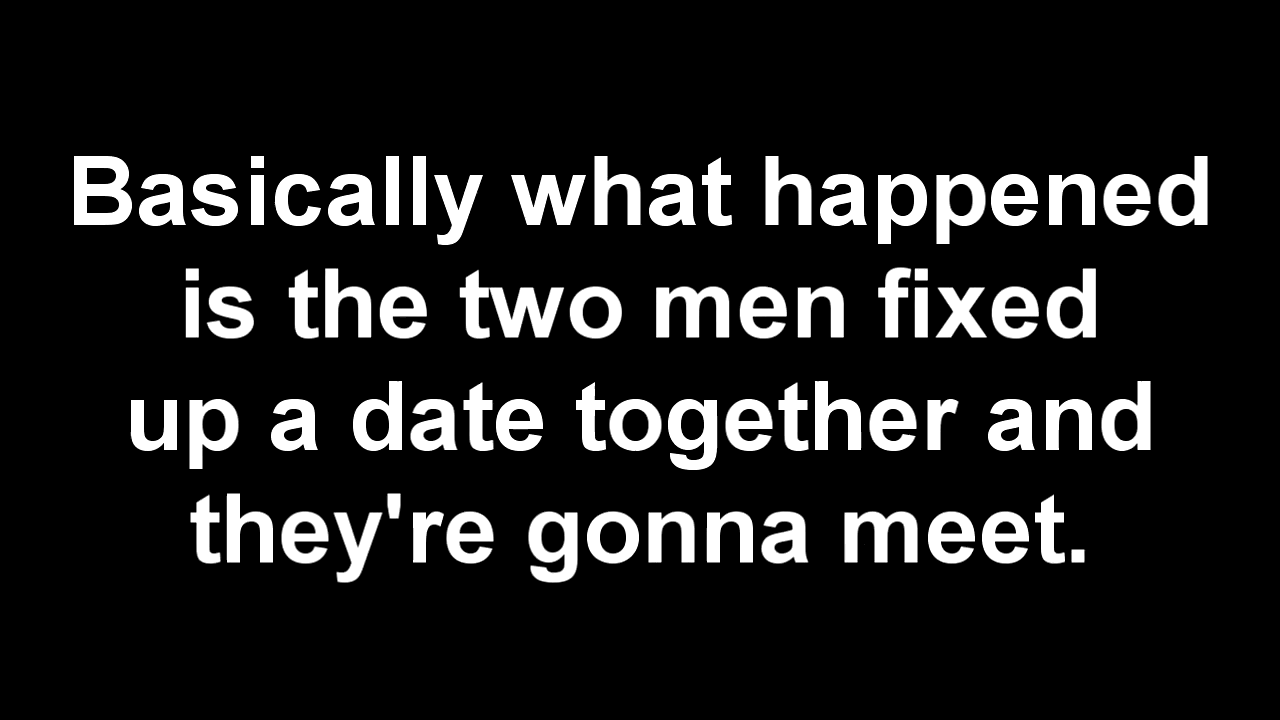 Basically what happened
is the two men fixed
up a date together and
they're gonna meet.